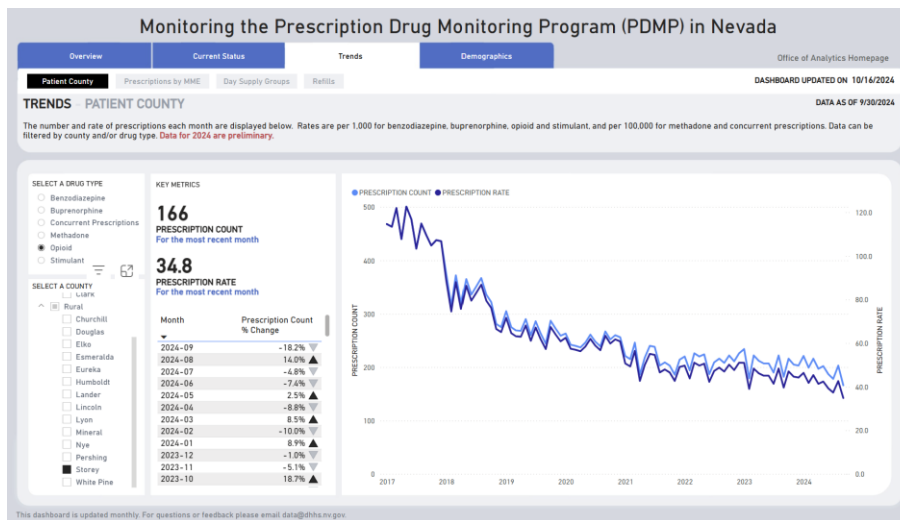 Monitoring the Prescription Drug Monitoring Program (PDMP) in Nevada
Overview
Current Status
Trends
Demographics
Office of Analytics Homepage
Patient County
Prescriptions by MME
Day Supply Groups
Refills
DASHBOARD UPDATED ON 10/16/2024
TRENDS - PATIENT COUNTY
DATA AS OF 9/30/2024
The number and rate of prescriptions each month are displayed below. Rates are per 1,000 for benzodiazepine, buprenorphine, opioid and stimulant, and per 100,000 for methadone and concurrent prescriptions. Data can be
filtered by county and/or drug type. Data for 2024 are preliminary.
SELECT A DRUG TYPE
Benzodiazepine
Buprenorphine
Concurrent Prescriptions
Methadone
Opioid
Stimulant
SELECT A COUNTY
Clark
Rural
Churchill
Douglas
Elko
Esmeralda
Eureka
Humboldt
Lander
Lincoln
Lyon
Mineral
Nye
Pershing
Storey
White Pine
KEY METRICS
166
PRESCRIPTION COUNT
For the most recent month
34.8
PRESCRIPTION RATE
For the most recent month
Month Prescription Count
% Change
2024-09 -18.2%
2024-08 14.0%
2024-07 -4.8%
2024-06 -7.4%
2024-05 2.5%
2024-04 -8.8%
2024-03 8.5%
2024-02 -10.0%
2024-01 8.9%
2023-12 -1.0%
2023-11 -5.1%
2023-10 18.7%
PRESCRIPTION COUNT PRESCRIPTION RATE
PRESCRIPTION COUNT
500
400
300
200
100
0
120.0
100.0
80.0
60.0
40.0
20.0
0.0
PRESCRIPTION RATE
2017 2018 2019 2020 2021 2022 2023 2024
This dashboard is updated monthly. For questions or feedback please email data@dhhs.nv.gov.